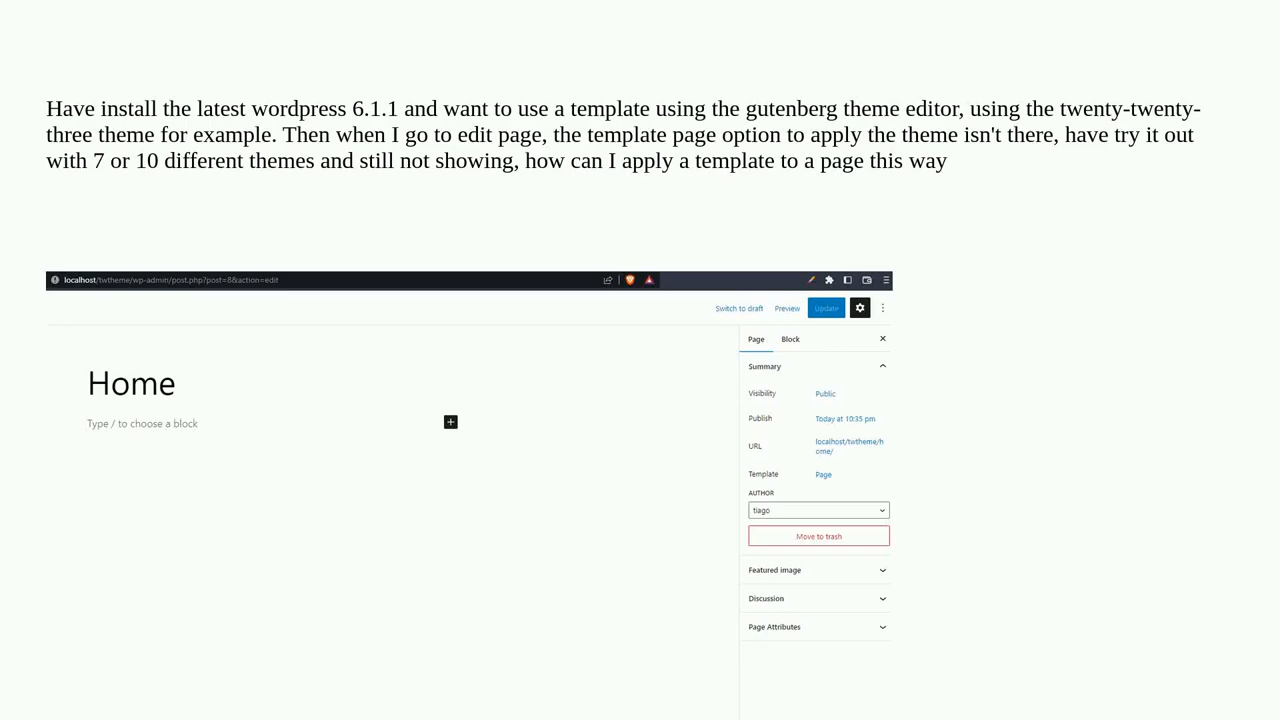 Have install the latest wordpress 6.1.1 and want to use a template using the gutenberg theme editor, using the twenty-twenty-
three theme for example. Then when I go to edit page, the template page option to apply the theme isn't there, have try it out
with 7 or 10 different themes and still not showing, how can I apply a template to a page this way
localhost/twtheme/wp-admin/post.php?post=8&action=edit
Switch to draft Preview Update
Page Block
Summary
Home
Visibility Public
Type / to choose a block
Publish Today at 10:35 pm
URL localhost/twtheme/h
ome/
Template Page
AUTHOR
tiago
Move to trash
Featured image
Discussion
Page Attributes